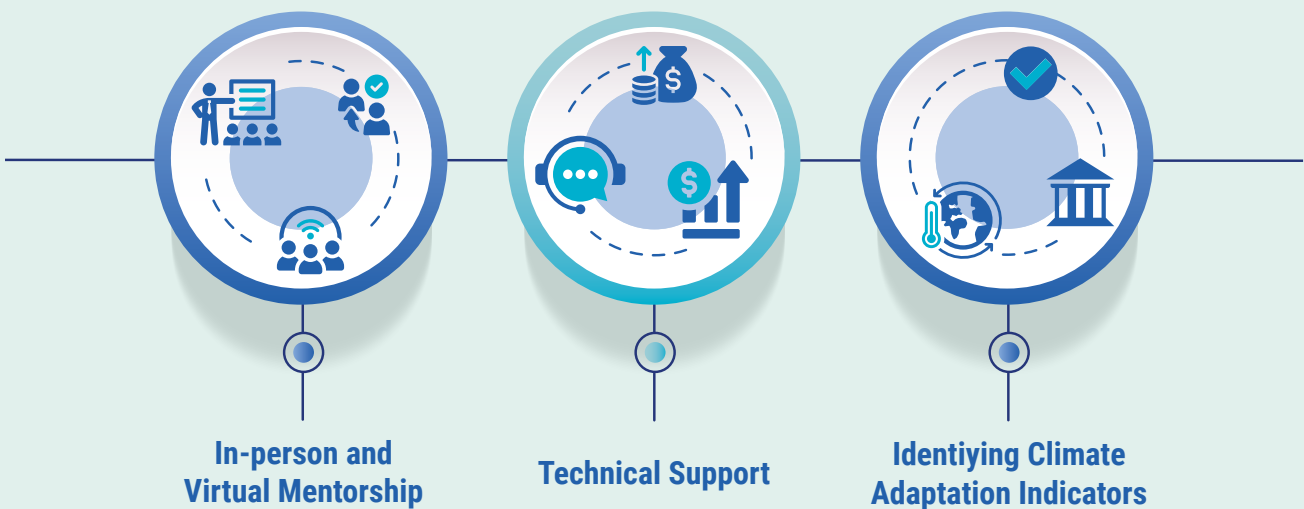 In-person and
Virtual Mentorship
Technical Support
Identiying Climate
Adaptation Indicators